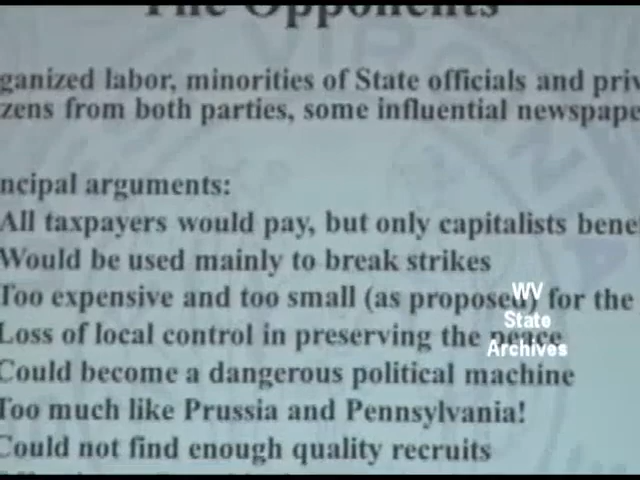 The Opponents
ganized labor, minorities of State officials and priv
zens from both parties, some influential newspape
ncipal arguments:
All taxpayers would pay, but only capitalists bene
Would be used mainly to break strikes
Too expensive and too small (as proposed) for the
Loss of local control in preserving the peace
Could become a dangerous political machine
Too much like Prussia and Pennsylvania!
Could not find enough quality recruits
WV
State
Archives